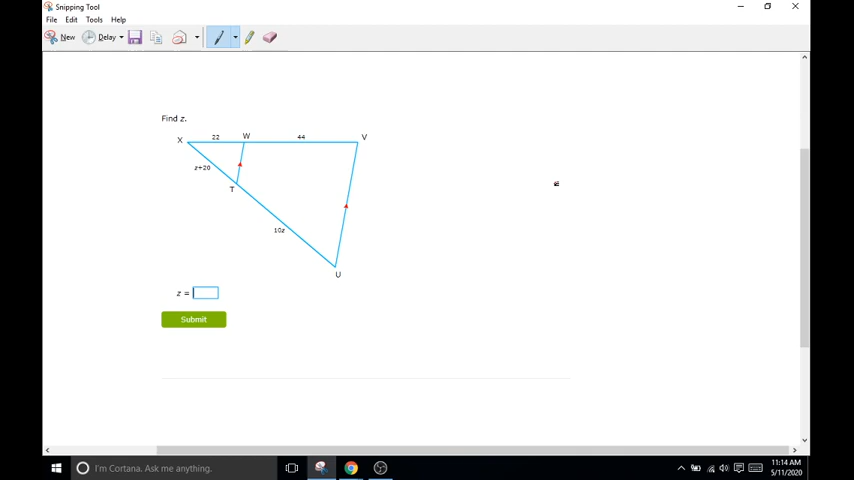 Snipping Tool
File Edit Tools Help
New Delay
Find z.
X 22 W 44 V
z+20
T
10z
U
z =
Submit
I'm Cortana. Ask me anything.
11:14 AM
5/11/2020